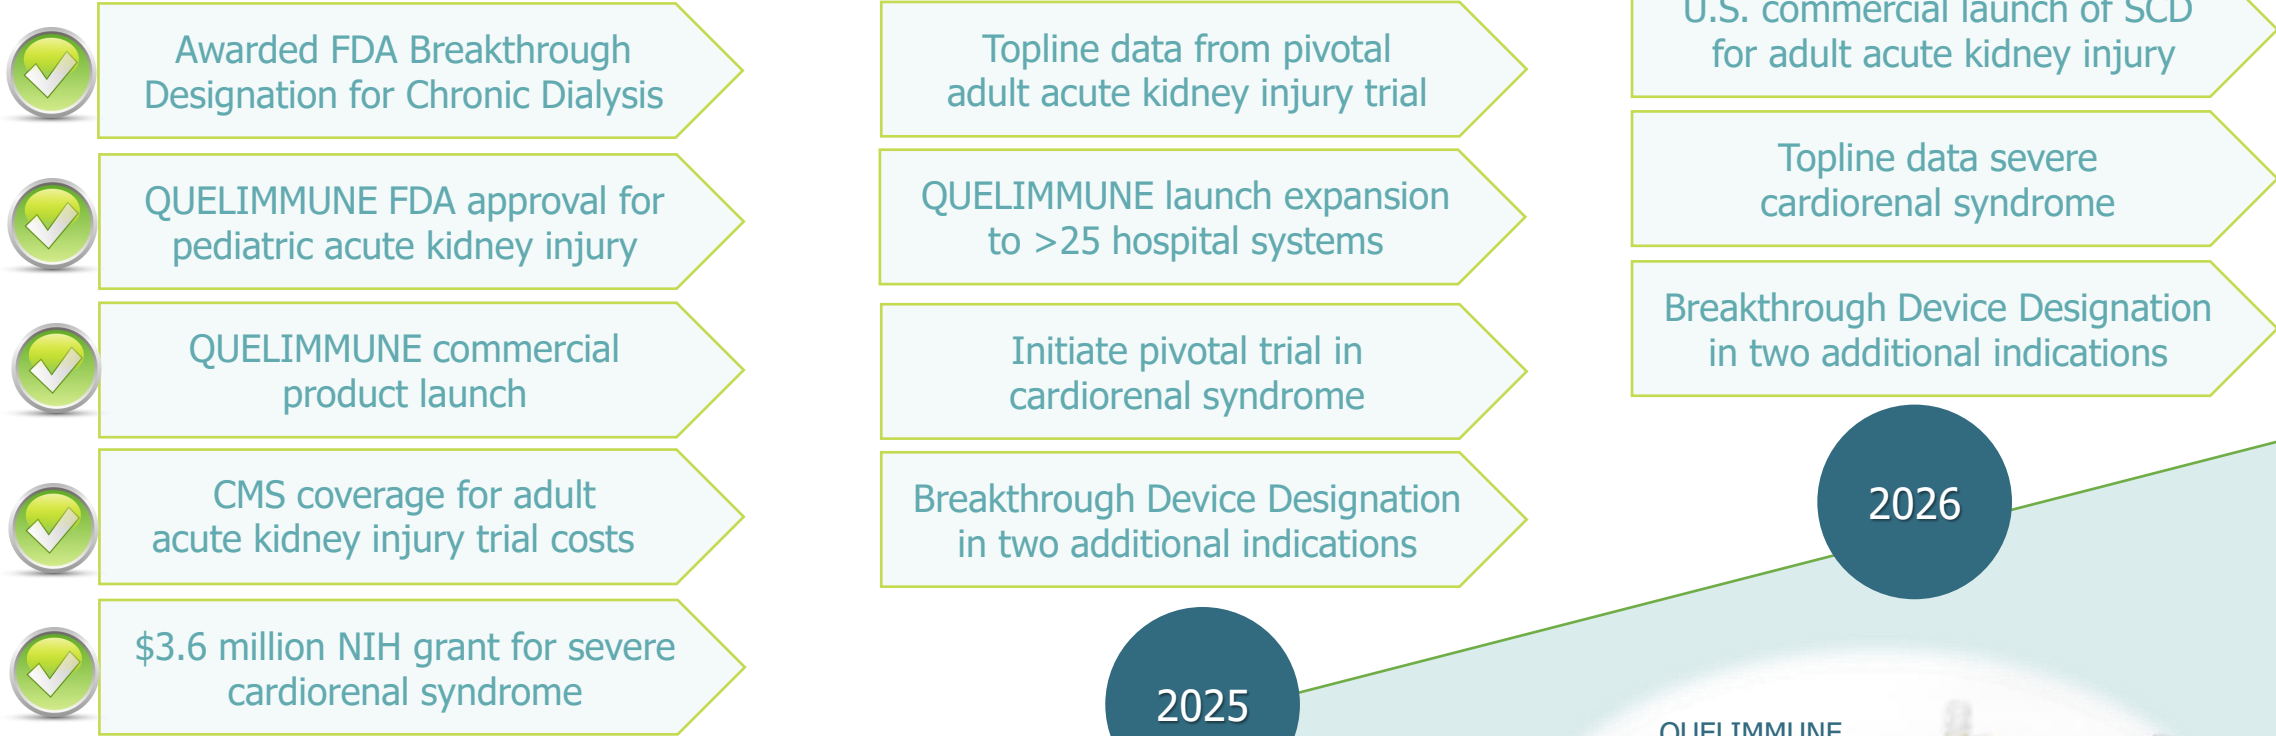 Awarded FDA Breakthrough
Designation for Chronic Dialysis
QUELIMMUNE FDA approval for
pediatric acute kidney injury
QUELIMMUNE commercial
product launch
CMS coverage for adult
acute kidney injury trial costs
$3.6 million NIH grant for severe
cardiorenal syndrome
Topline data from pivotal
adult acute kidney injury trial
QUELIMMUNE launch expansion
to >25 hospital systems
Initiate pivotal trial in
cardiorenal syndrome
Breakthrough Device Designation
in two additional indications
2025
U.S. commercial launch of SCD
for adult acute kidney injury
Topline data severe
cardiorenal syndrome
Breakthrough Device Designation
in two additional indications
2026
QUELIMMUNE